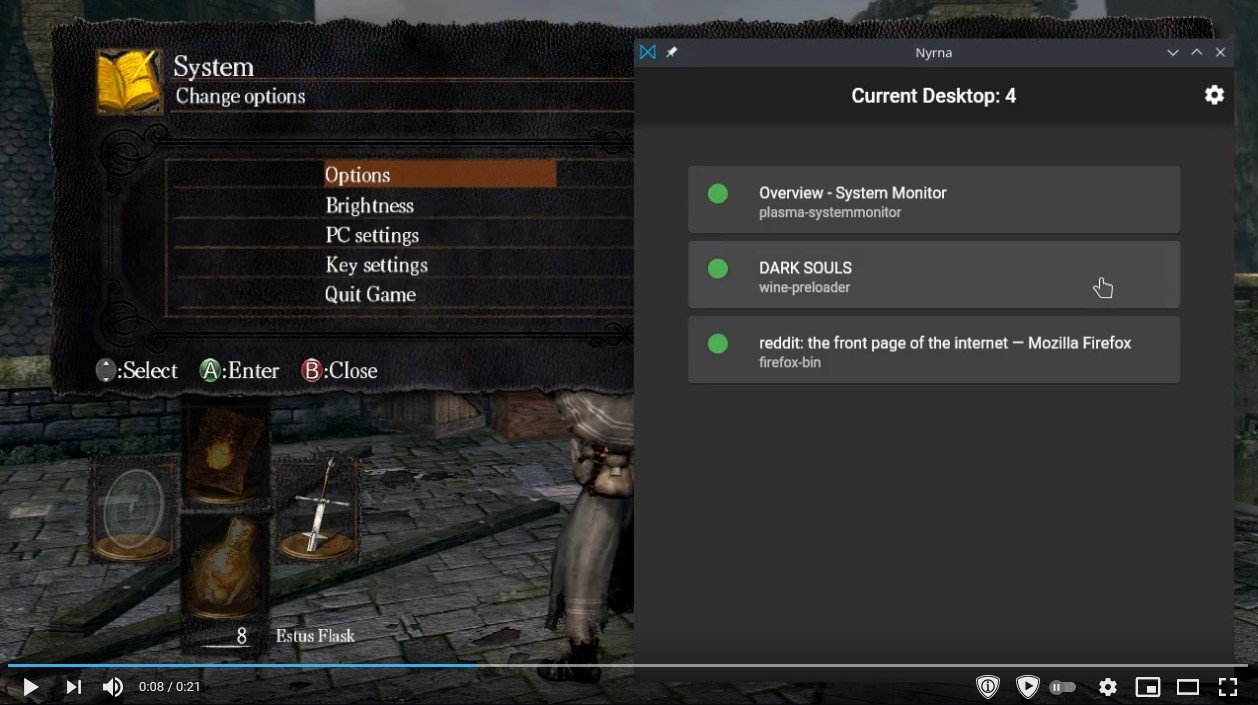 System
Change options
Options
Brightness
PC settings
Key settings
Quit Game
:Select A:Enter B:Close
8 Estus Flask
Nyrna
Current Desktop: 4
Overview - System Monitor
plasma-systemmonitor
DARK SOULS
wine-preloader
reddit: the front page of the internet — Mozilla Firefox
firefox-bin
0:08 / 0:21